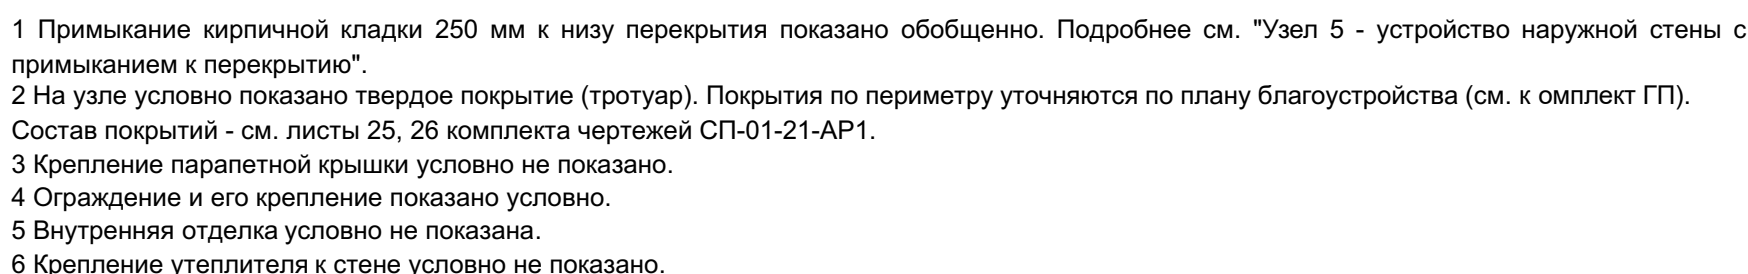 1 Примыкание кирпичной кладки 250 мм к низу перекрытия показано обобщенно. Подробнее см. "Узел 5 - устройство наружной стены с
примыканием к перекрытию".
2 На узле условно показано твердое покрытие (тротуар). Покрытия по периметру уточняются по плану благоустройства (см. к омплект ГП).
Состав покрытий - см. листы 25, 26 комплекта чертежей СП-01-21-АР1.
3 Крепление парапетной крышки условно не показано.
4 Ограждение и его крепление показано условно.
5 Внутренняя отделка условно не показана.
6 Крепление утеплителя к стене условно не показано.